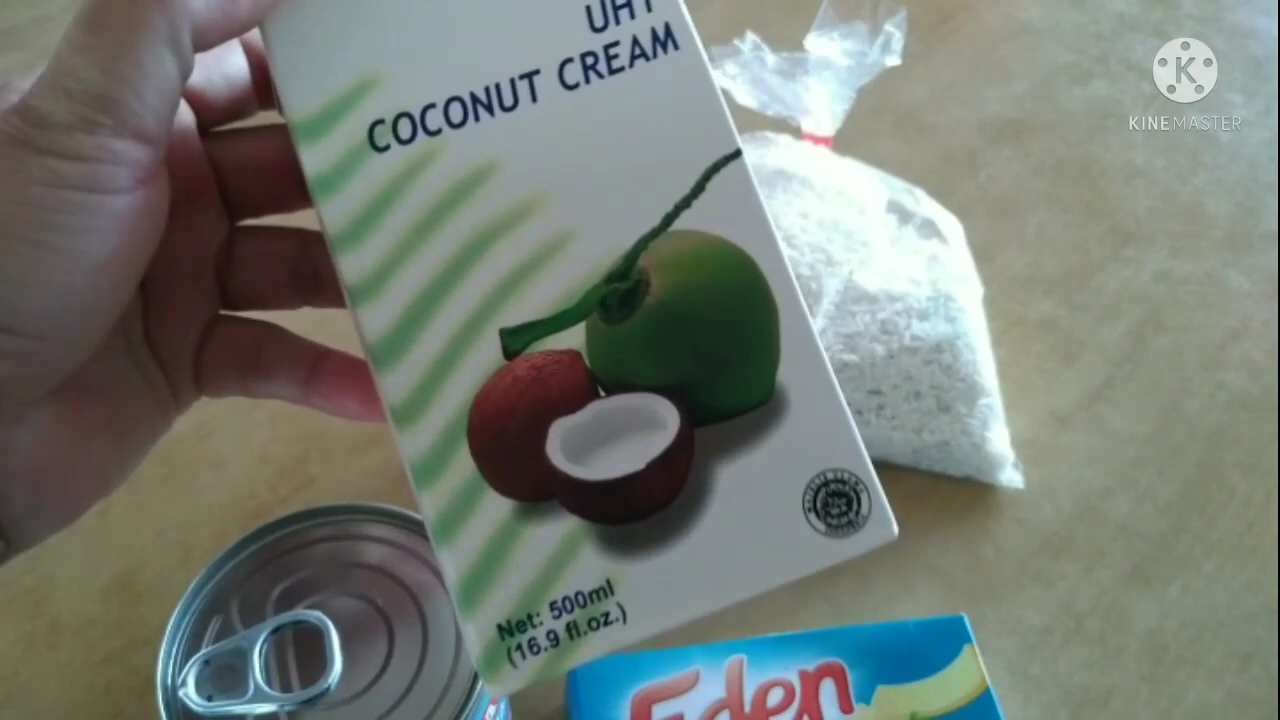 UHT
COCONUT CREAM
K
KINEMASTER
Net: 500ml
(16.9 fl.oz.)
Eden